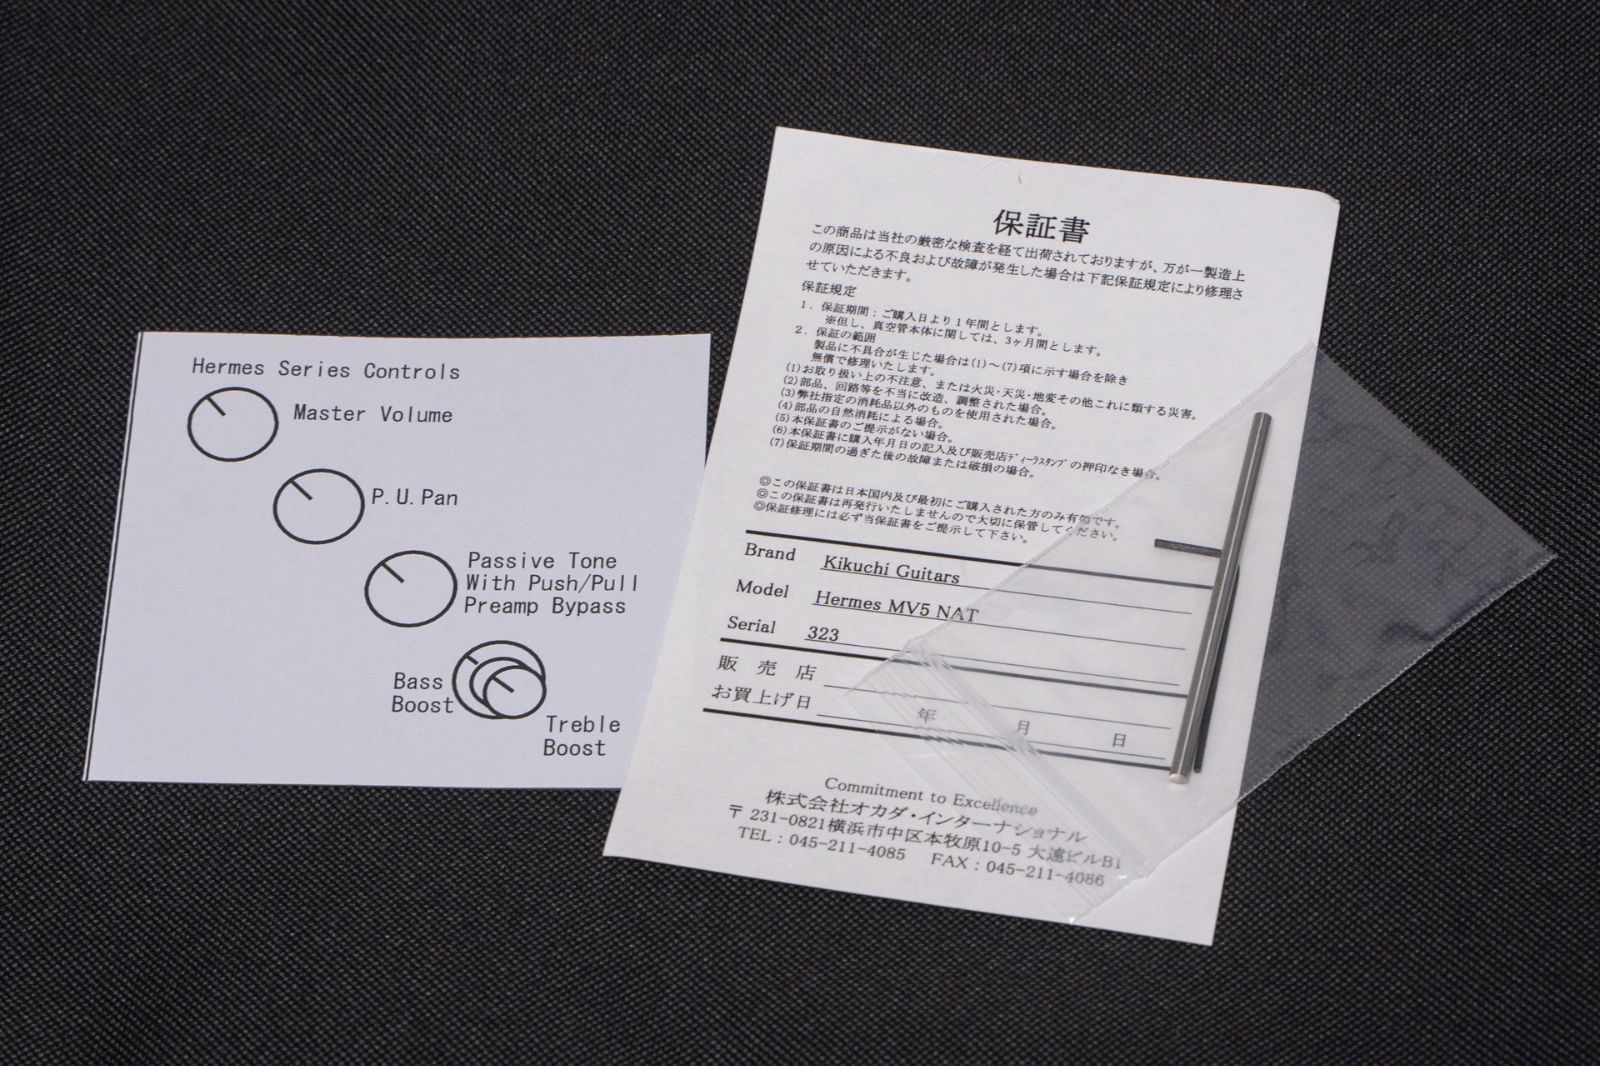 Hermes Series Controls
Master Volume
P.U.Pan
Passive Tone
With Push/Pull
Preamp Bypass
Bass
Boost
Treble
Boost
保証書
この商品は当社の厳密な検査を経て出荷されておりますが、万が一製造上
の原因による不良および故障が発生した場合は下記保証規定により修理さ
せていただきます。
保証規定
1．保証期間：ご購入日より1年間とします。
※但し、真空管本体に関しては、3ヶ月間とします。
2．保証の範囲
製品に不具合が生じた場合は(1)～(7)項に示す場合を除き
無償で修理いたします。
(1)お取り扱い上の不注意、または火災･天災･地変その他これに類する災害。
(2)部品、回路等を不当に改造、調整された場合。
(3)弊社指定の消耗品以外のものを使用された場合。
(4)部品の自然消耗による場合。
(5)本保証書のご提示がない場合。
(6)本保証書に購入年月日の記入及び販売店ﾃﾞｨｰﾗｽﾀﾝﾌﾟの押印なき場合。
(7)保証期間の過ぎた後の故障または破損の場合。
◎この保証書は日本国内及び最初にご購入された方のみ有効です。
◎この保証書は再発行いたしませんので大切に保管してください。
◎保証修理には必ず当保証書をご提示して下さい。
Brand Kikuchi Guitars
Model Hermes MV5 NAT
Serial 323
販 売 店
お買上げ日 年 月 日
Commitment to Excellence
株式会社オカダ・インターナショナル
〒231-0821横浜市中区本牧原10-5 大遠ビルB1
TEL：045-211-4085 FAX：045-211-4086